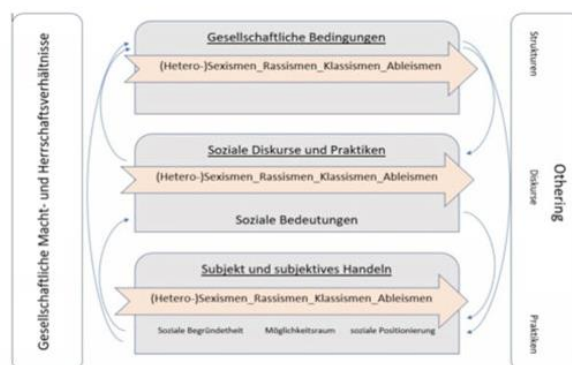 Gesellschaftliche Macht- und Herrschaftsverhältnisse
Gesellschaftliche Bedingungen
(Hetero-)Sexismen_Rassismen_Klassismen_Ableismen
Soziale Diskurse und Praktiken
(Hetero-)Sexismen_Rassismen_Klassismen_Ableismen
Soziale Bedeutungen
Subjekt und subjektives Handeln
(Hetero-)Sexismen_Rassismen_Klassismen_Ableismen
Soziale Begründetheit Möglichkeitsraum soziale Positionierung
Strukturen
Diskurse
Praktiken
Othering